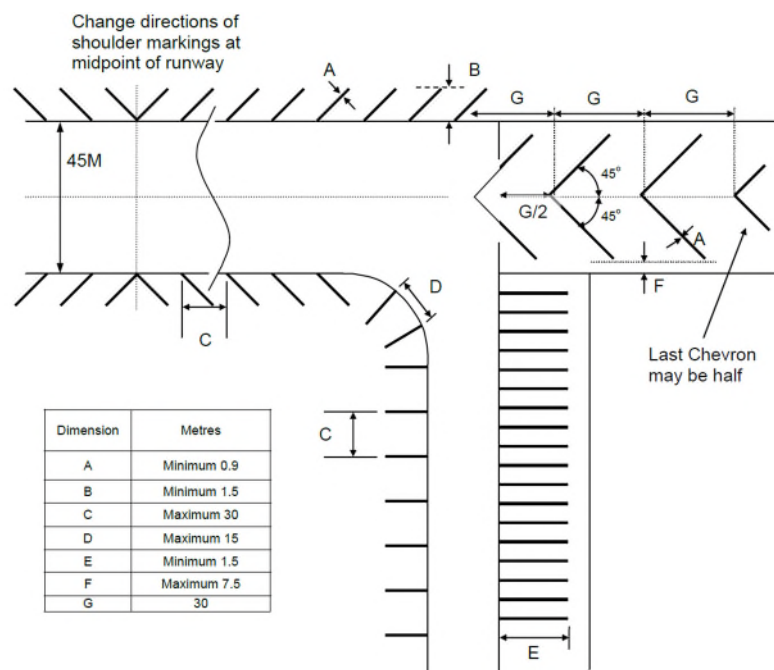 Change directions of
shoulder markings at
midpoint of runway
A
B
G
G
G
45M
45°
G/2
45°
A
D
F
C
Last Chevron
may be half
C
Dimension Metres
A Minimum 0.9
B Minimum 1.5
C Maximum 30
D Maximum 15
E Minimum 1.5
F Maximum 7.5
G 30
E